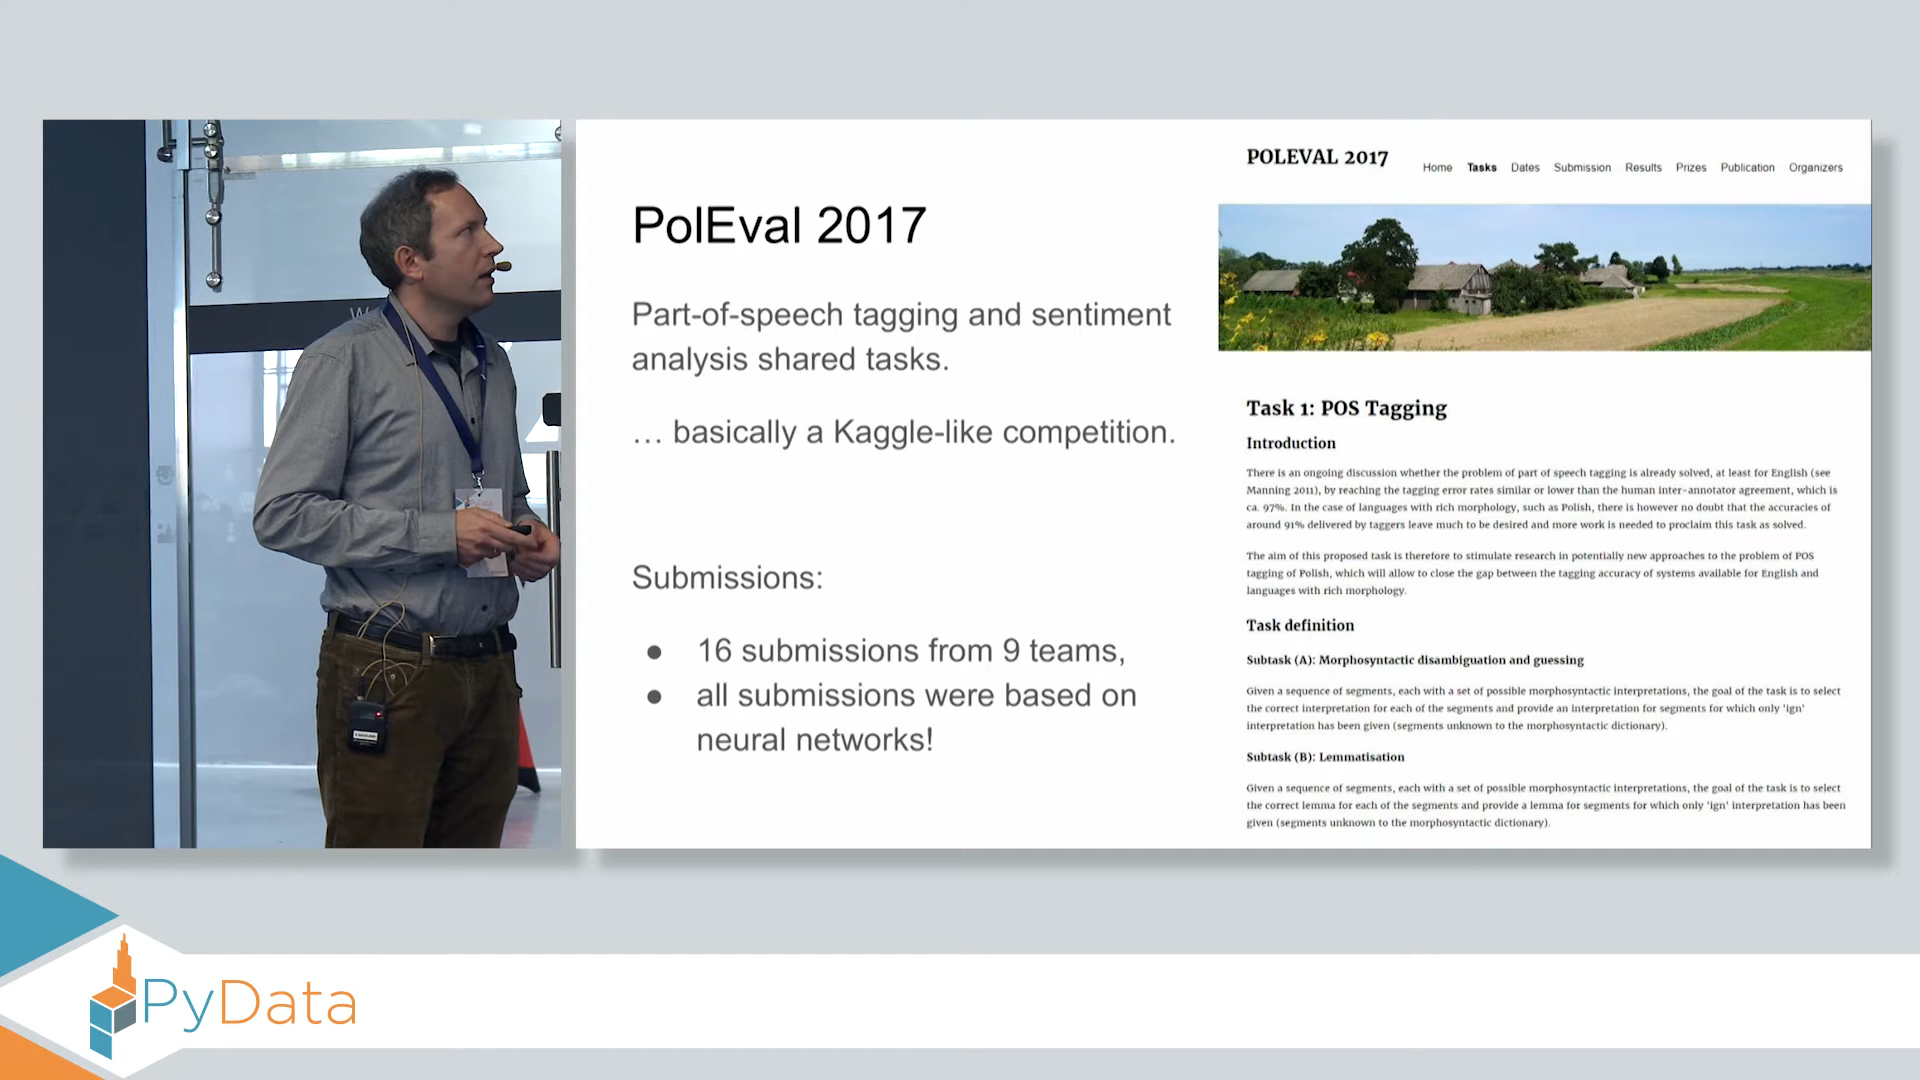 PolEval 2017
Part-of-speech tagging and sentiment
analysis shared tasks.
… basically a Kaggle-like competition.
Submissions:
● 16 submissions from 9 teams,
● all submissions were based on
neural networks!
POLEVAL 2017
Home Tasks Dates Submission Results Prizes Publication Organizers
Task 1: POS Tagging
Introduction
There is an ongoing discussion whether the problem of part of speech tagging is already solved, at least for English (see
Manning 2011), by reaching the tagging error rates similar or lower than the human inter-annotator agreement, which is
ca. 97%. In the case of languages with rich morphology, such as Polish, there is however no doubt that the accuracies of
around 91% delivered by taggers leave much to be desired and more work is needed to proclaim this task as solved.
The aim of this proposed task is therefore to stimulate research in potentially new approaches to the problem of POS
tagging of Polish, which will allow to close the gap between the tagging accuracy of systems available for English and
languages with rich morphology.
Task definition
Subtask (A): Morphosyntactic disambiguation and guessing
Given a sequence of segments, each with a set of possible morphosyntactic interpretations, the goal of the task is to select
the correct interpretation for each of the segments and provide an interpretation for segments for which only 'ign'
interpretation has been given (segments unknown to the morphosyntactic dictionary).
Subtask (B): Lemmatisation
Given a sequence of segments, each with a set of possible morphosyntactic interpretations, the goal of the task is to select
the correct lemma for each of the segments and provide a lemma for segments for which only 'ign' interpretation has been
given (segments unknown to the morphosyntactic dictionary).
PyData